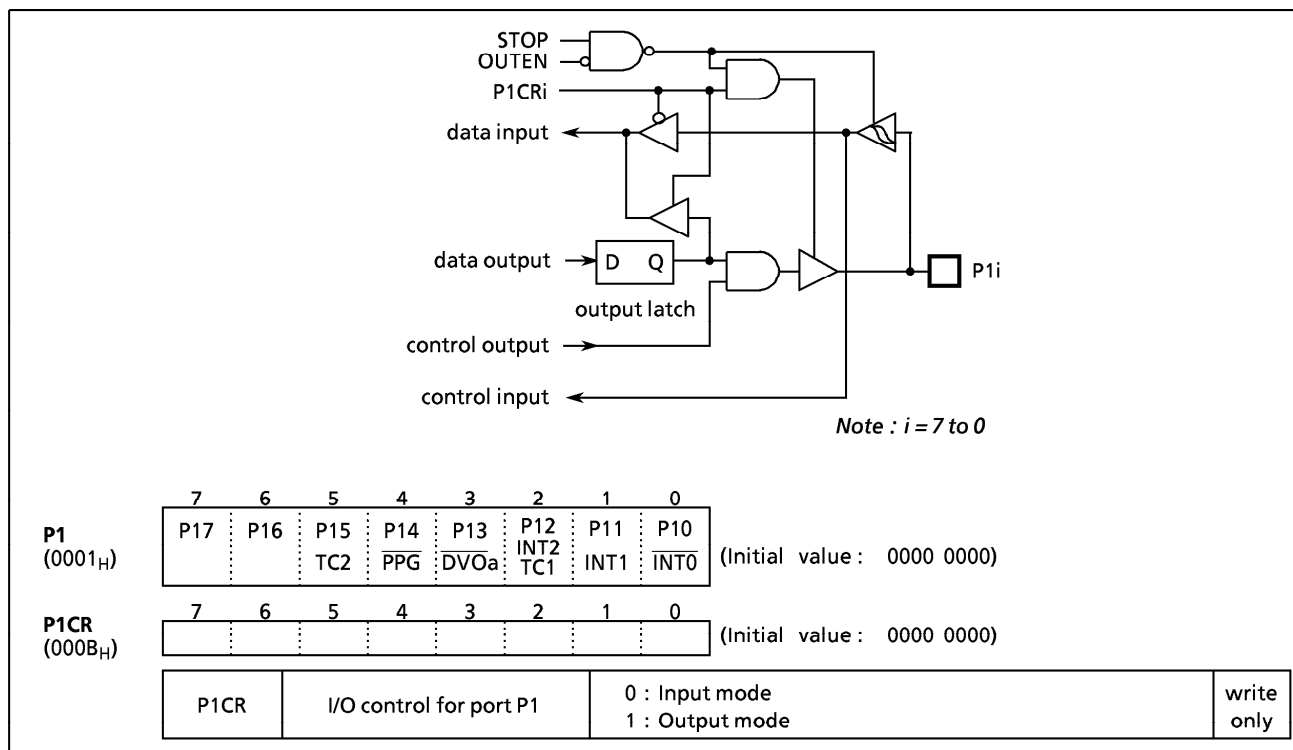 STOP
OUTEN
P1CRi
data input
data output
D Q
P1i
output latch
control output
control input
Note : i = 7 to 0
7 6 5 4 3 2 1 0
P1
(0001H)
P17 P16 P15 P14 P13 P12 P11 P10
TC2 PPG DVOa INT2 TC1 INT1 INT0
(Initial value : 0000 0000)
7 6 5 4 3 2 1 0
P1CR
(000BH)
(Initial value : 0000 0000)
P1CR I/O control for port P1 0 : Input mode write
1 : Output mode only